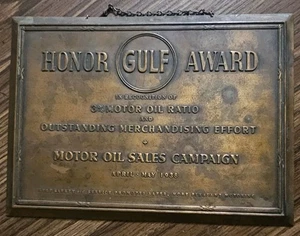 HONOR GULF AWARD
IN RECOGNITION OF
MOTOR OIL RATIO
AND
OUTSTANDING MERCHANDISING EFFORT
MOTOR OIL SALES CAMPAIGN
APRIL - MAY